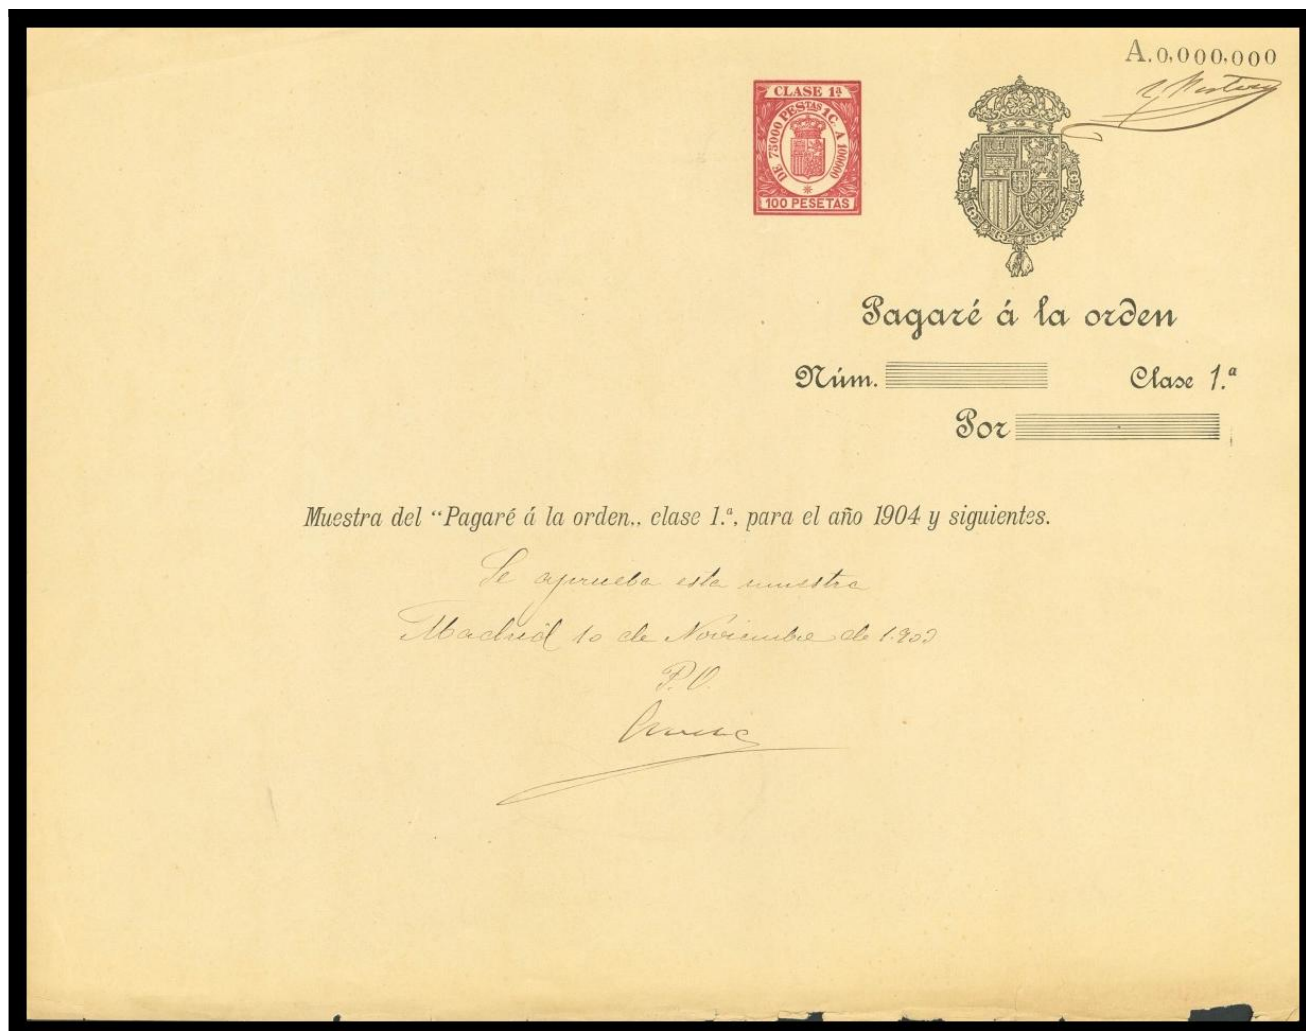 A.0,000,000
CLASE 1ª
DE 75000 PESTAS 1C. A 100000
100 PESETAS
Pagaré á la orden
Núm. Clase 1.ª
Por
Muestra del “Pagaré á la orden„ clase 1.ª, para el año 1904 y siguientes.
Se aprueba esta muestra
Madrid 10 de Noviembre de 1.903
P.O.